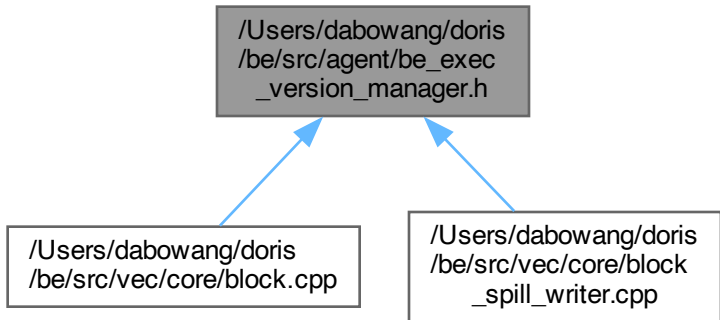 /Users/dabowang/doris
/be/src/agent/be_exec
_version_manager.h
/Users/dabowang/doris
/be/src/vec/core/block.cpp
/Users/dabowang/doris
/be/src/vec/core/block
_spill_writer.cpp